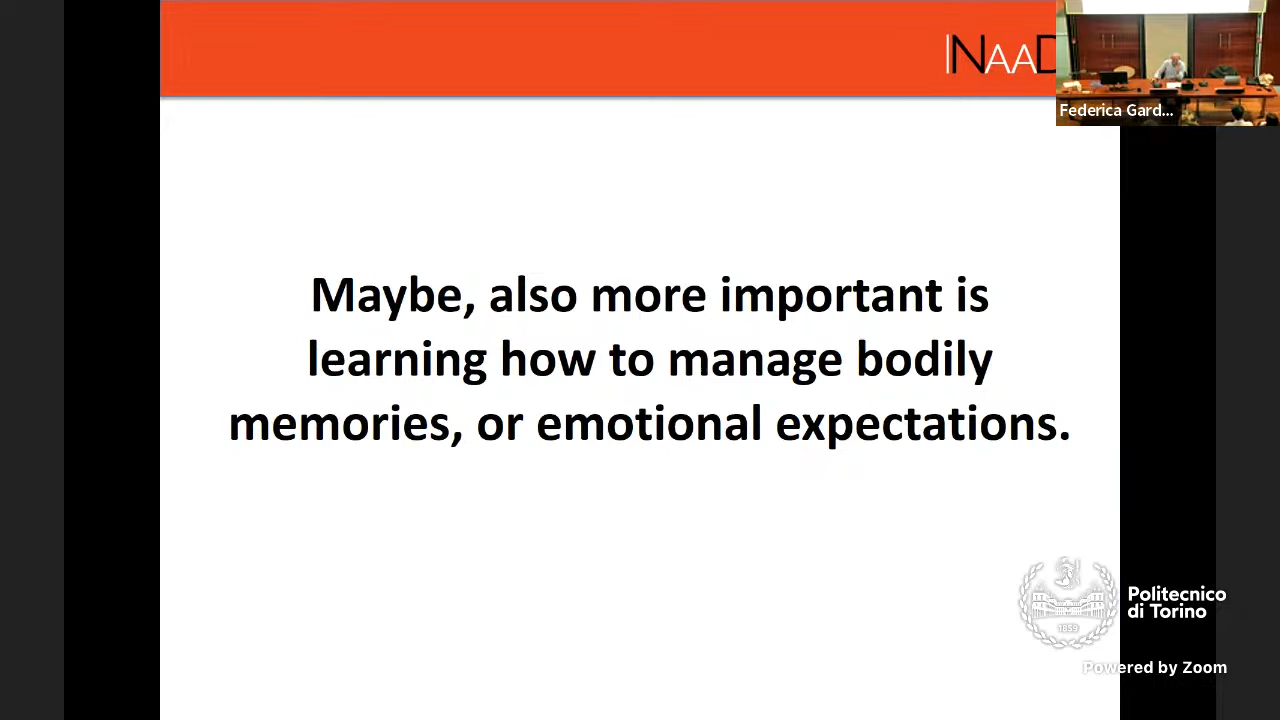 Federica Gard...
Maybe, also more important is
learning how to manage bodily
memories, or emotional expectations.
1859
Politecnico
di Torino
Powered by Zoom